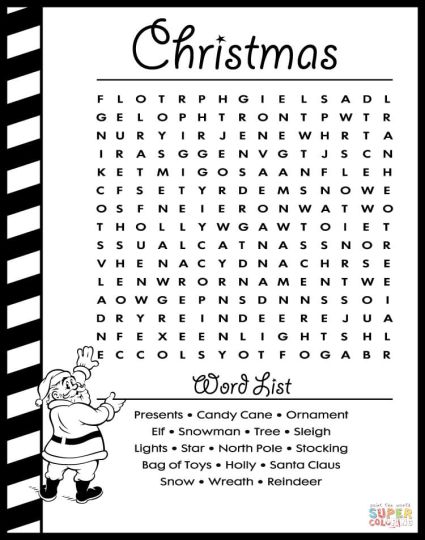 Christmas
F L O T R P H G I E L S A D L
G E L O P H T R O N T P W T R
N U R Y I R J E N E W H R T A
I R A S G G E N V G T J S C N
K E T M I G O S A A N F L E H
C F S E T Y R D E M S N O W E
O S F N E I E R O N W A T W O
T H O L L Y W G A W T O I E T
S S U A L C A T N A S S N O R
V H E N A C Y D N A C H R S E
L E N W R O R N A M E N T W E
A O W G E P N S D N N S S O I
D R Y R E I N D E E R E J U A
N F E X E E N L I G H T S H L
E C C O L S Y O T F O G A B R
Word List
Presents • Candy Cane • Ornament
Elf • Snowman • Tree • Sleigh
Lights • Star • North Pole • Stocking
Bag of Toys • Holly • Santa Claus
Snow • Wreath • Reindeer
SUPER
COLORING